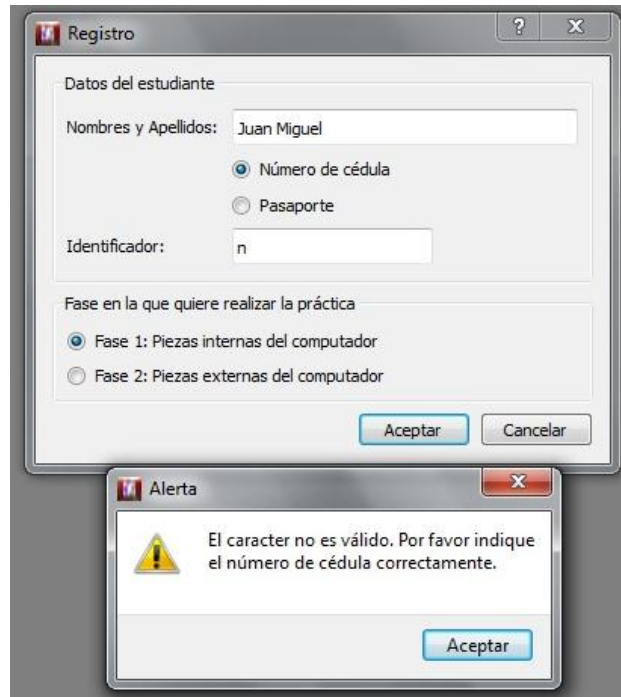 Registro
Datos del estudiante
Nombres y Apellidos: Juan Miguel
Número de cédula
Pasaporte
Identificador: n
Fase en la que quiere realizar la práctica
Fase 1: Piezas internas del computador
Fase 2: Piezas externas del computador
Aceptar Cancelar
Alerta
El caracter no es válido. Por favor indique
el número de cédula correctamente.
Aceptar